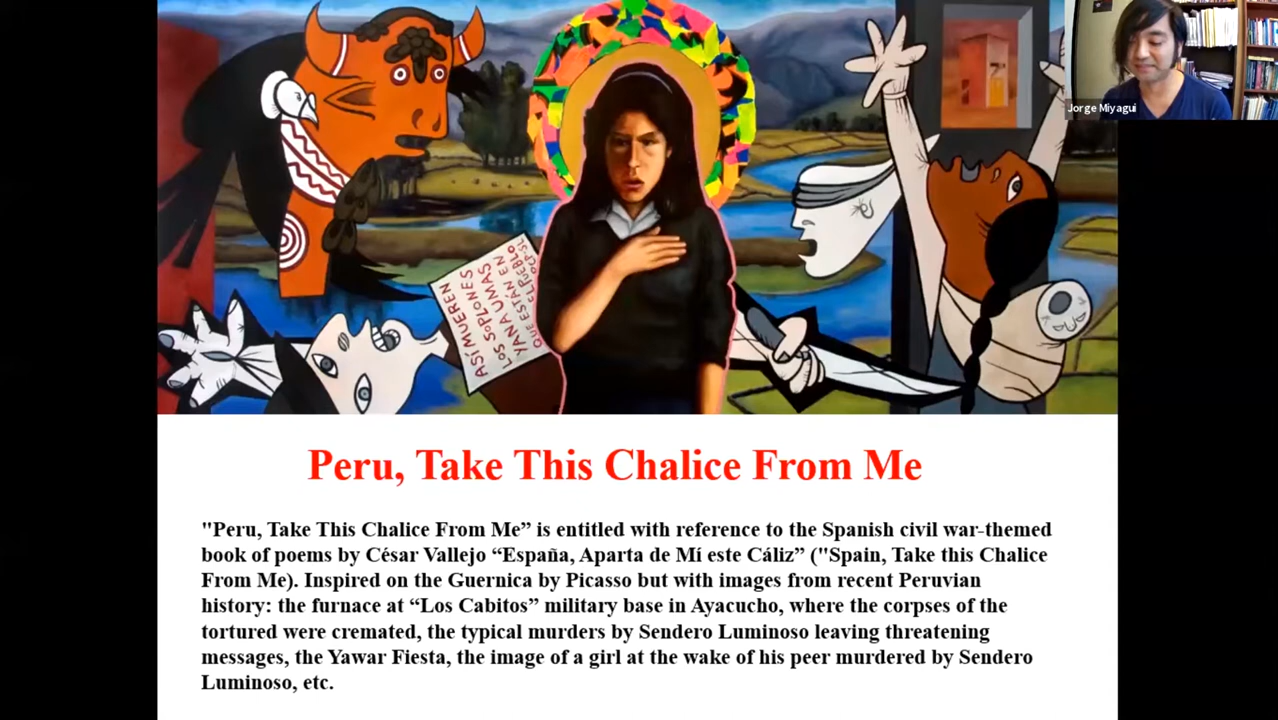 Jorge Miyagui
ASÍ MUEREN
LOS SOPLONES
YANA UMAS
QUE ESTÁN EN
EL PUEBLO
Peru, Take This Chalice From Me
"Peru, Take This Chalice From Me” is entitled with reference to the Spanish civil war-themed
book of poems by César Vallejo “España, Aparta de Mí este Cáliz” ("Spain, Take this Chalice
From Me). Inspired on the Guernica by Picasso but with images from recent Peruvian
history: the furnace at “Los Cabitos” military base in Ayacucho, where the corpses of the
tortured were cremated, the typical murders by Sendero Luminoso leaving threatening
messages, the Yawar Fiesta, the image of a girl at the wake of his peer murdered by Sendero
Luminoso, etc.